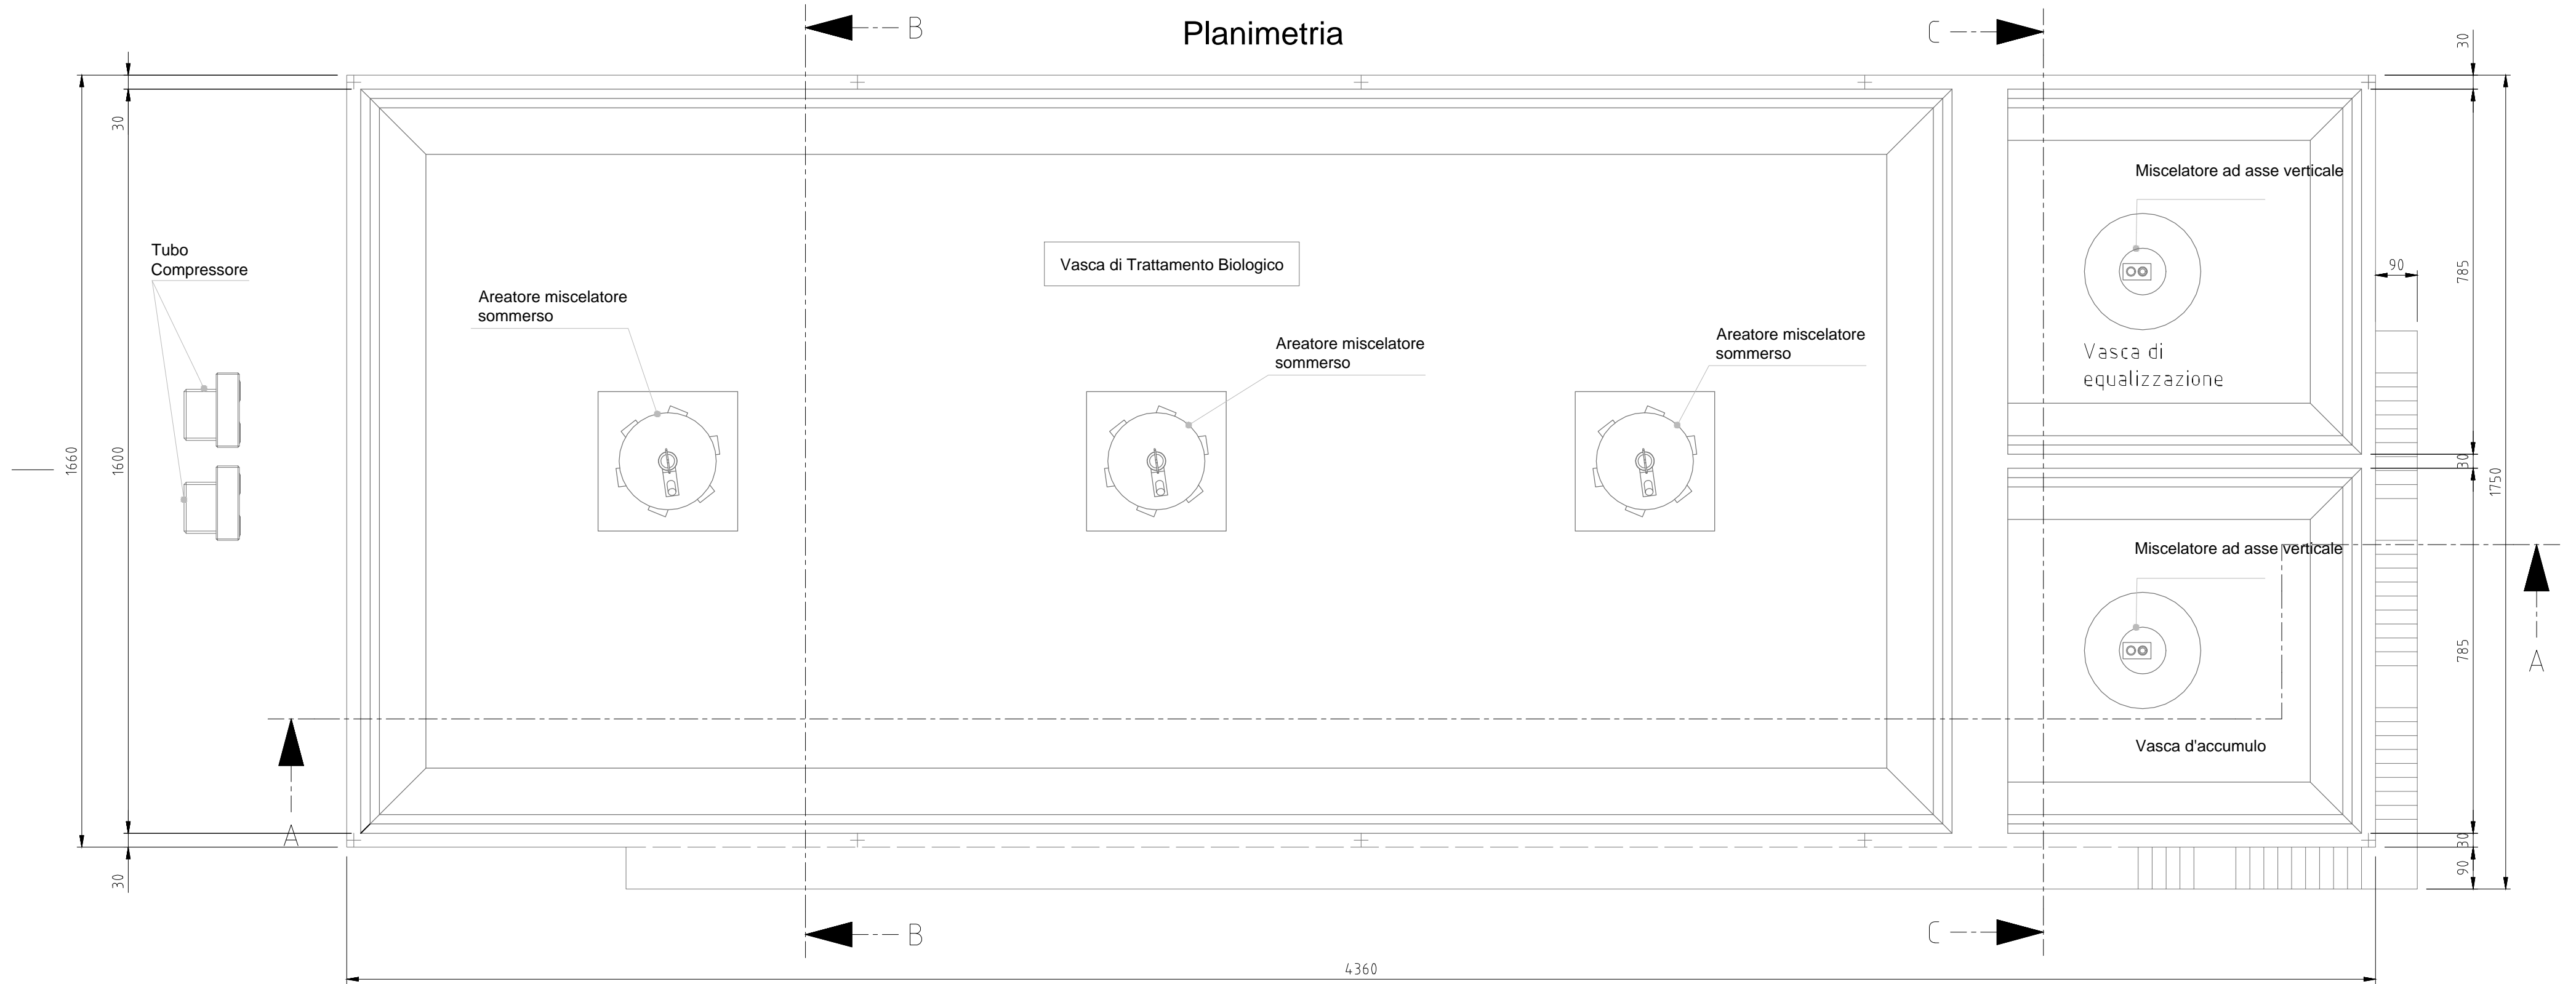 Planimetria
B
C
30
30
Miscelatore ad asse verticale
Tubo
Compressore
Vasca di Trattamento Biologico
90
785
Areatore miscelatore
sommerso
Areatore miscelatore
sommerso
Areatore miscelatore
sommerso
Vasca di
equalizzazione
1660
1600
30
1750
Miscelatore ad asse verticale
785
A
Vasca d'accumulo
A
30
30
90
B
C
4360